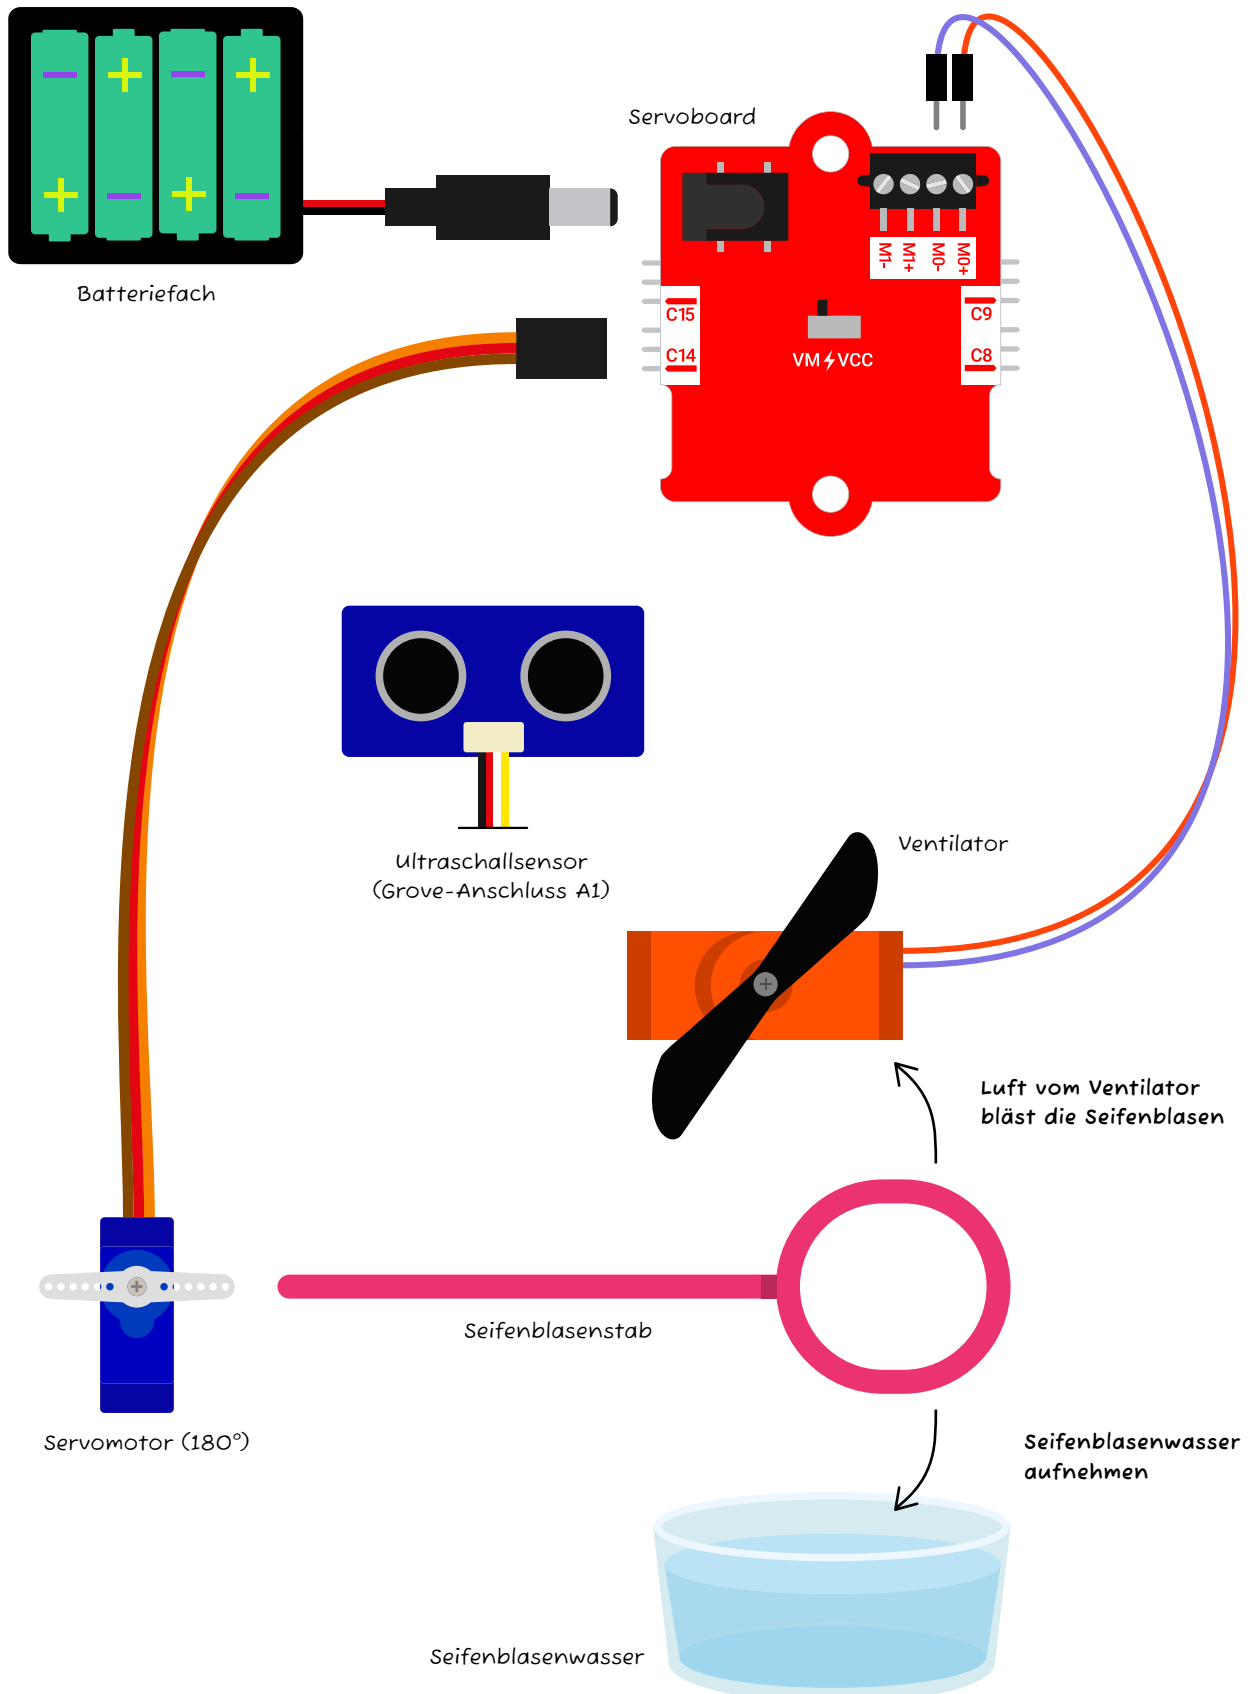 Servoboard
M1-
M1+
M0-
M0+
Batteriefach
C15
C9
C14
C8
VM VCC
Ultraschallsensor
(Grove-Anschluss A1)
Ventilator
Luft vom Ventilator
bläst die Seifenblasen
Seifenblasenstab
Servomotor (180°)
Seifenblasenwasser
aufnehmen
Seifenblasenwasser